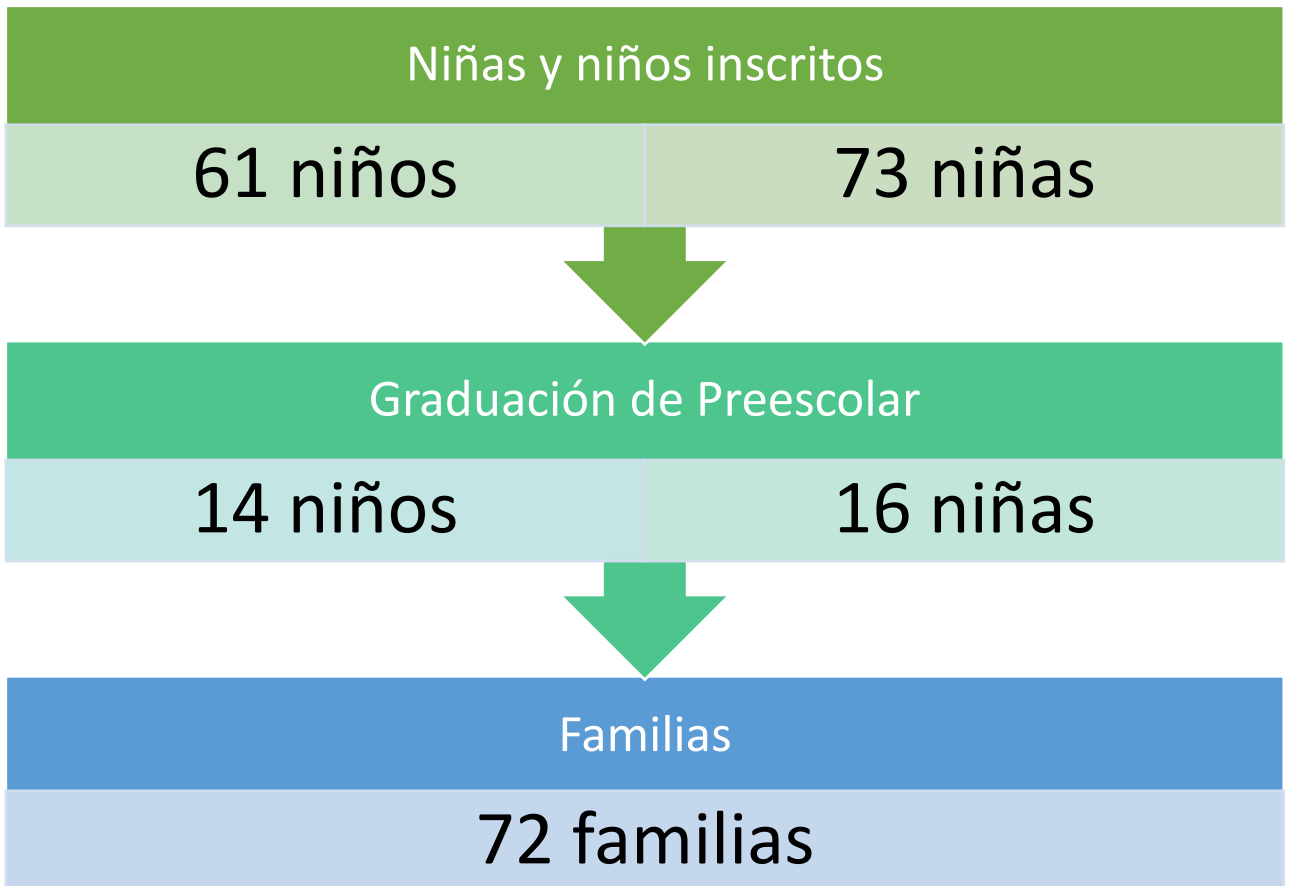 Niñas y niños inscritos
61 niños 73 niñas
Graduación de Preescolar
14 niños 16 niñas
Familias
72 familias